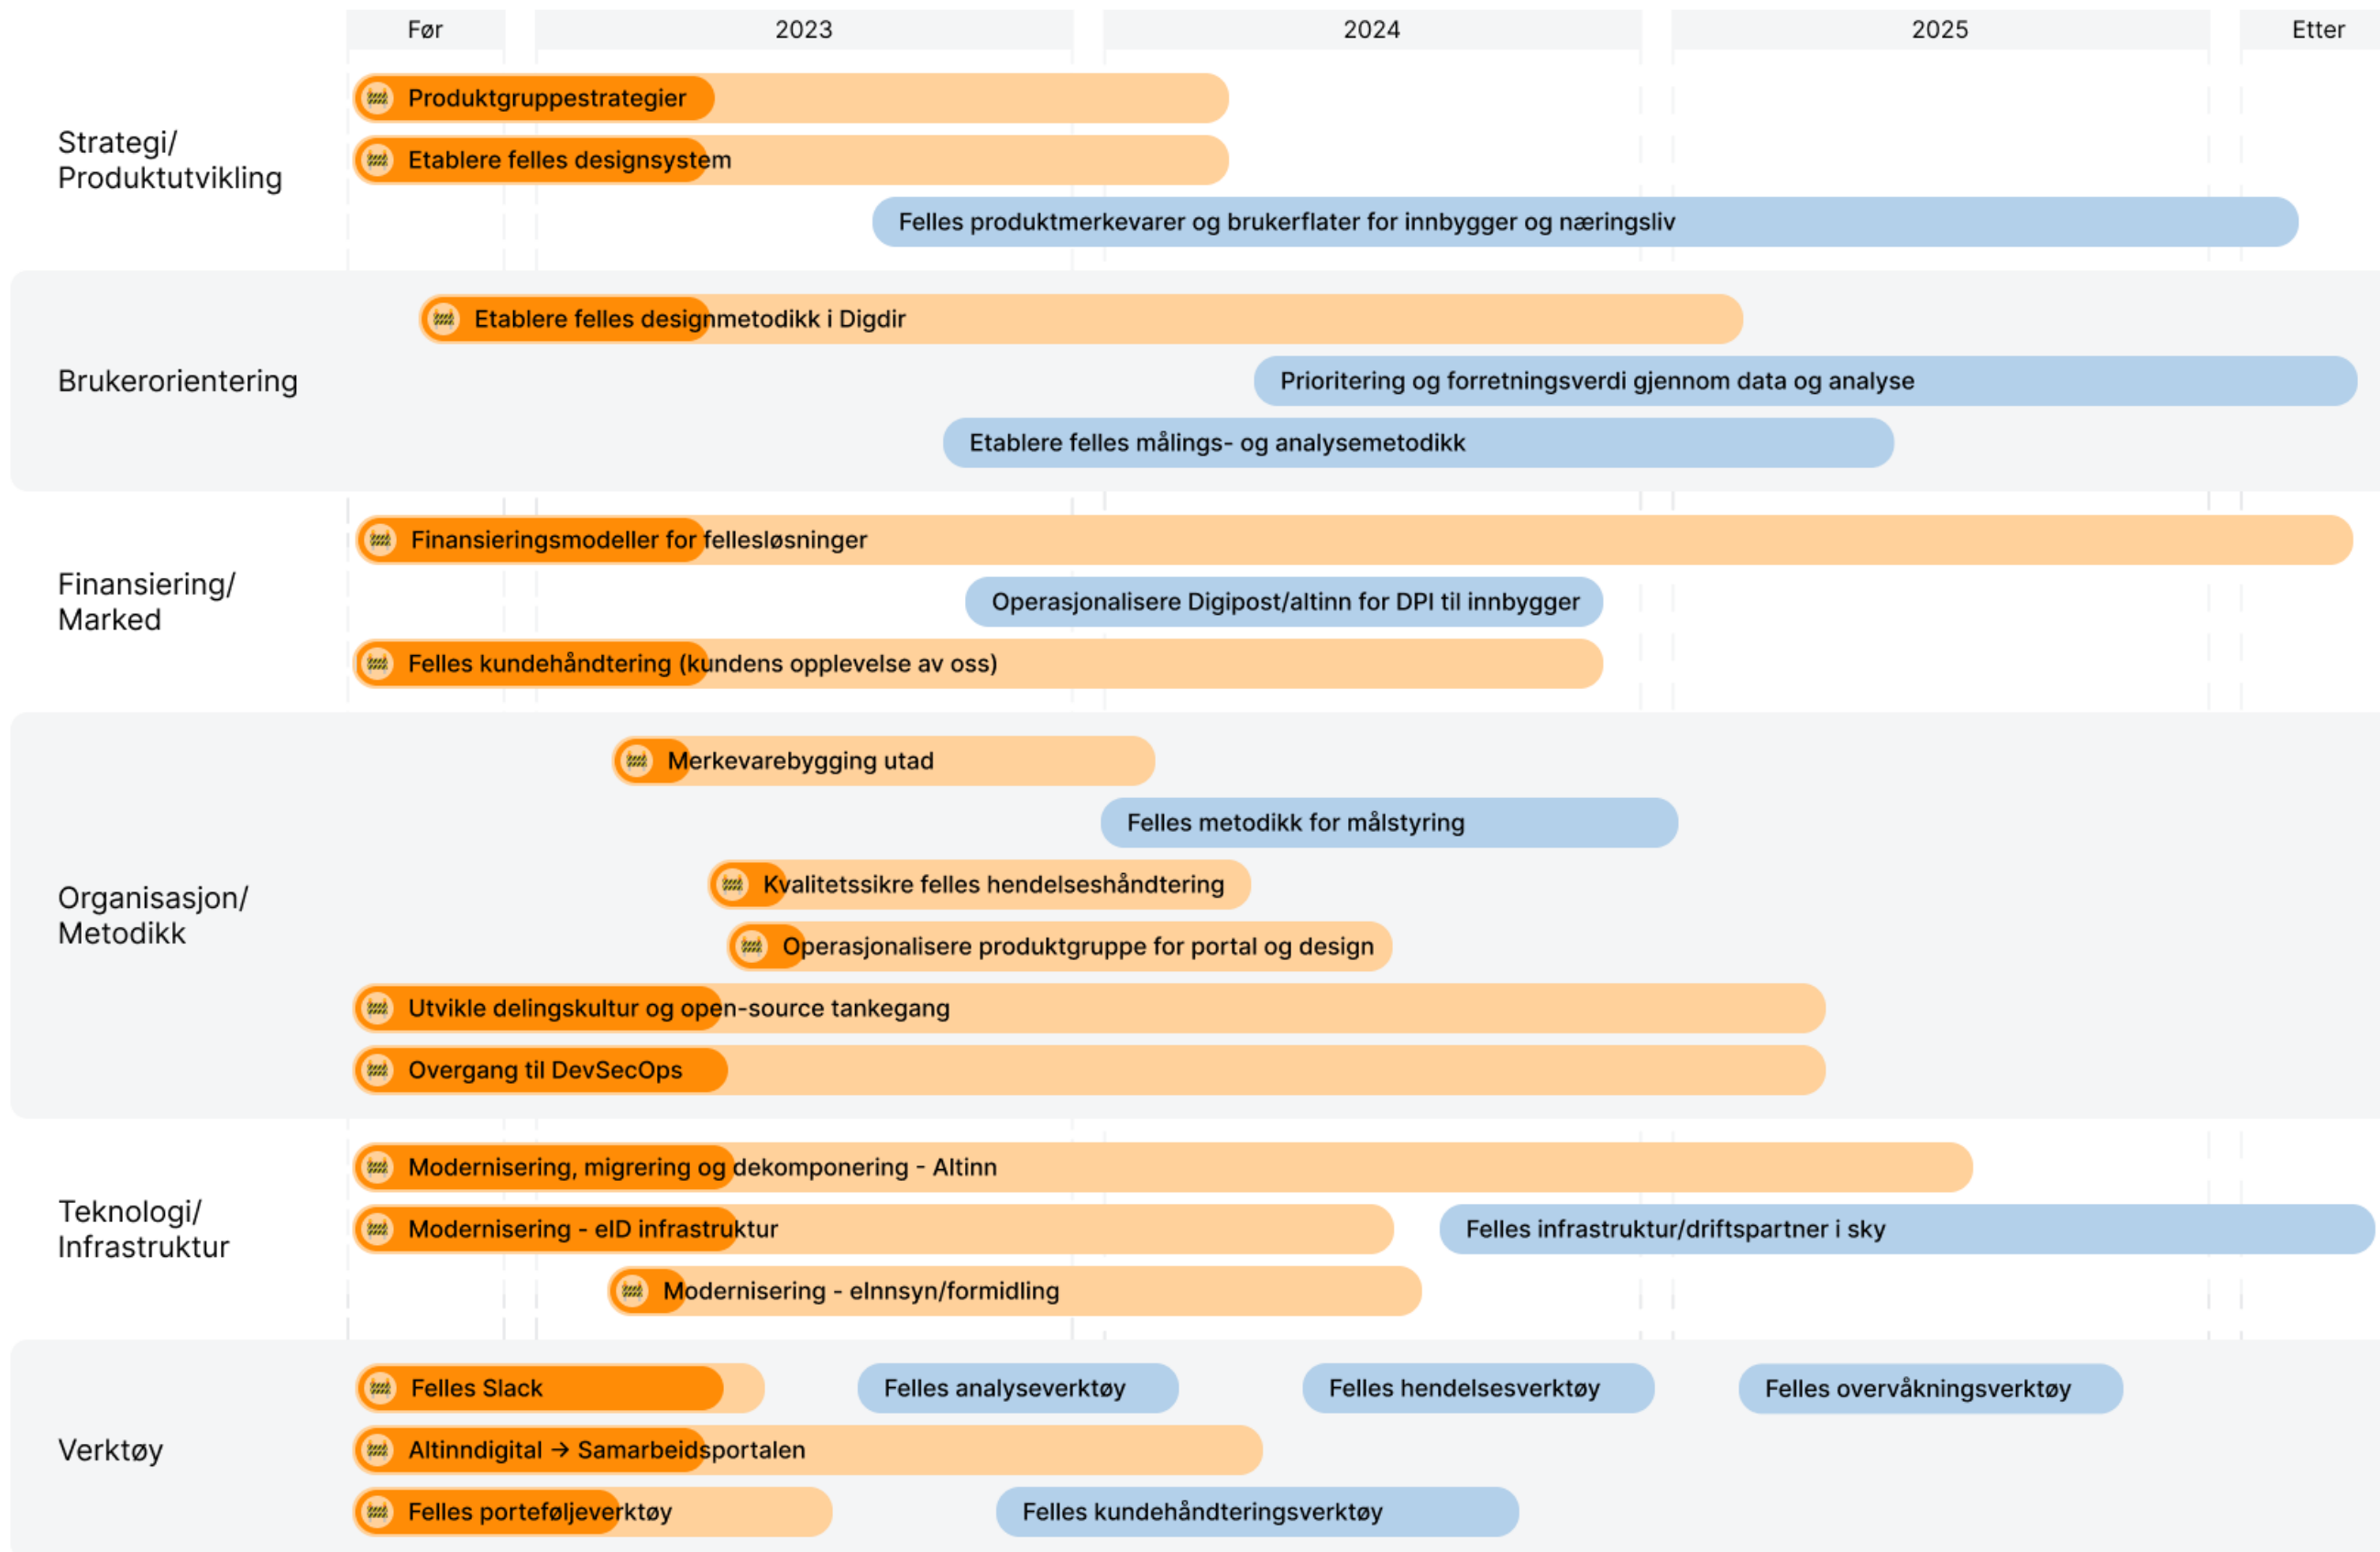 Før
2023
2024
2025
Etter
Strategi/
Produktutvikling
Produktgruppestrategier
Etablere felles designsystem
Felles produktmerkevarer og brukerflater for innbygger og næringsliv
Brukerorientering
Etablere felles designmetodikk i Digdir
Prioritering og forretningsverdi gjennom data og analyse
Etablere felles målings- og analysemetodikk
Finansiering/
Marked
Finansieringsmodeller for fellesløsninger
Operasjonalisere Digipost/altinn for DPI til innbygger
Felles kundehåndtering (kundens opplevelse av oss)
Organisasjon/
Metodikk
Merkevarebygging utad
Felles metodikk for målstyring
Kvalitetssikre felles hendelseshåndtering
Operasjonalisere produktgruppe for portal og design
Utvikle delingskultur og open-source tankegang
Overgang til DevSecOps
Teknologi/
Infrastruktur
Modernisering, migrering og dekomponering - Altinn
Modernisering - eID infrastruktur
Felles infrastruktur/driftspartner i sky
Modernisering - eInnsyn/formidling
Verktøy
Felles Slack
Felles analyseverktøy
Felles hendelsesverktøy
Felles overvåkningsverktøy
Altinndigital → Samarbeidsportalen
Felles porteføljeverktøy
Felles kundehåndteringsverktøy